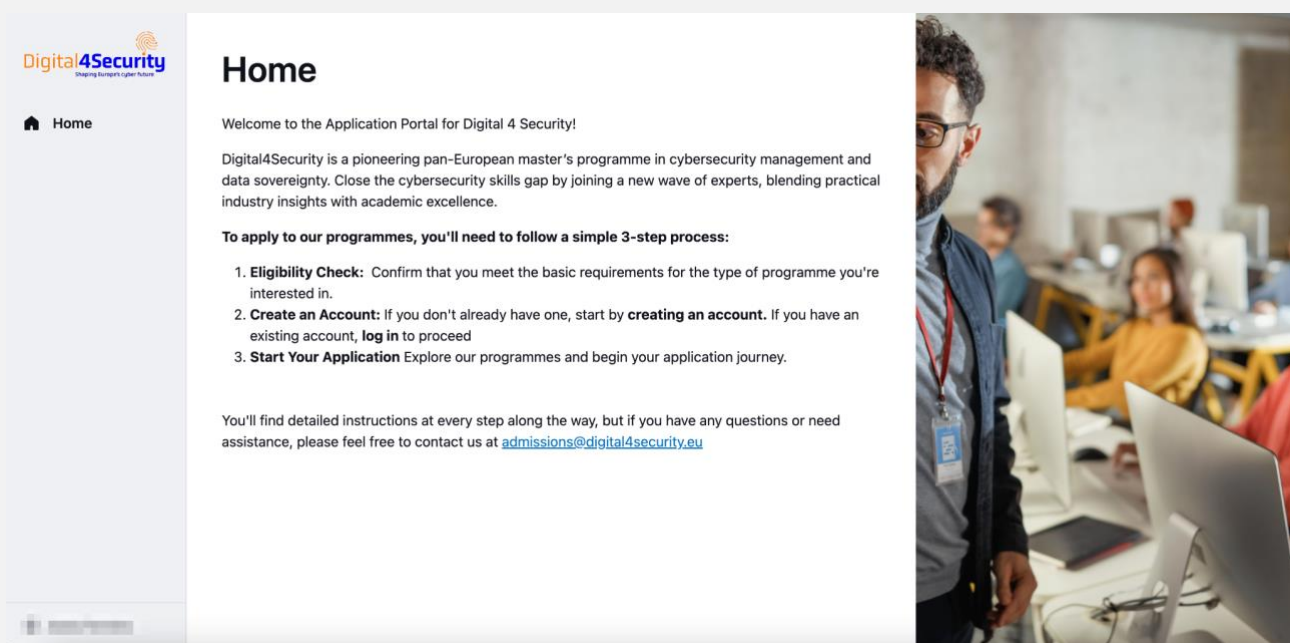 Digital4Security
Shaping Europe's cyber future
Home
Home
Welcome to the Application Portal for Digital 4 Security!
Digital4Security is a pioneering pan-European master's programme in cybersecurity management and
data sovereignty. Close the cybersecurity skills gap by joining a new wave of experts, blending practical
industry insights with academic excellence.
To apply to our programmes, you'll need to follow a simple 3-step process:
1. Eligibility Check: Confirm that you meet the basic requirements for the type of programme you're
interested in.
2. Create an Account: If you don't already have one, start by creating an account. If you have an
existing account, log in to proceed
3. Start Your Application Explore our programmes and begin your application journey.
You'll find detailed instructions at every step along the way, but if you have any questions or need
assistance, please feel free to contact us at admissions@digital4security.eu